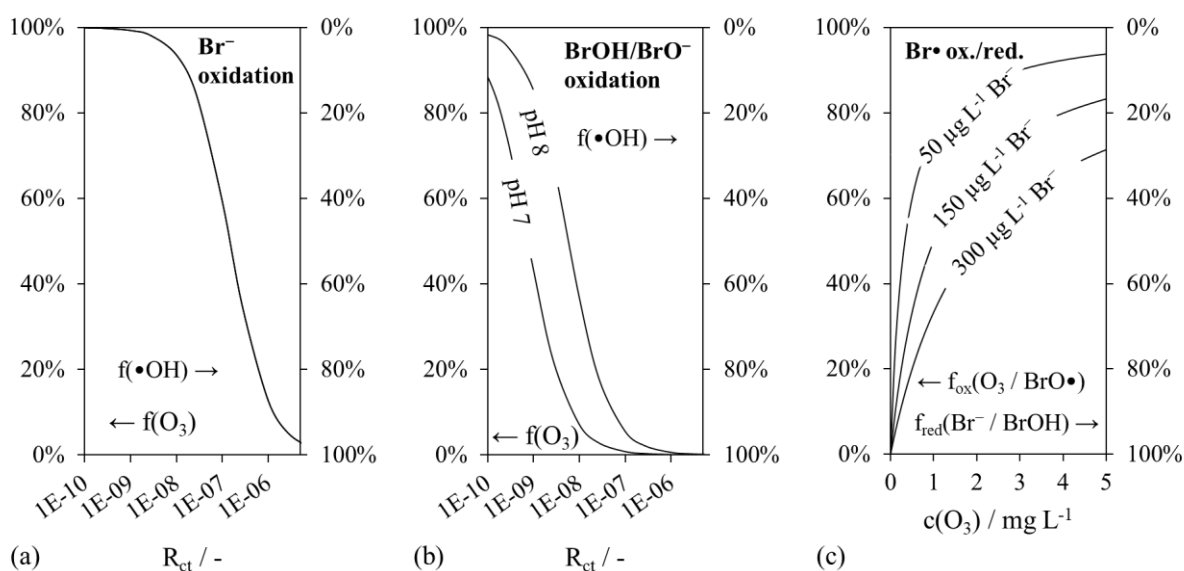 100%
80%
60%
40%
20%
0%
0%
20%
40%
60%
80%
100%
Br⁻
oxidation
f(•OH) →
← f(O₃)
1E-10
1E-09
1E-08
1E-07
1E-06
(a)
R_ct / -
100%
80%
60%
40%
20%
0%
0%
20%
40%
60%
80%
100%
BrOH/BrO⁻
oxidation
f(•OH) →
pH 8
pH 7
← f(O₃)
1E-10
1E-09
1E-08
1E-07
1E-06
(b)
R_ct / -
100%
80%
60%
40%
20%
0%
0%
20%
40%
60%
80%
100%
Br• ox./red.
50 µg L⁻¹ Br⁻
150 µg L⁻¹ Br⁻
300 µg L⁻¹ Br⁻
← f_ox(O₃ / BrO•)
f_red(Br⁻ / BrOH) →
0 1 2 3 4 5
(c)
c(O₃) / mg L⁻¹